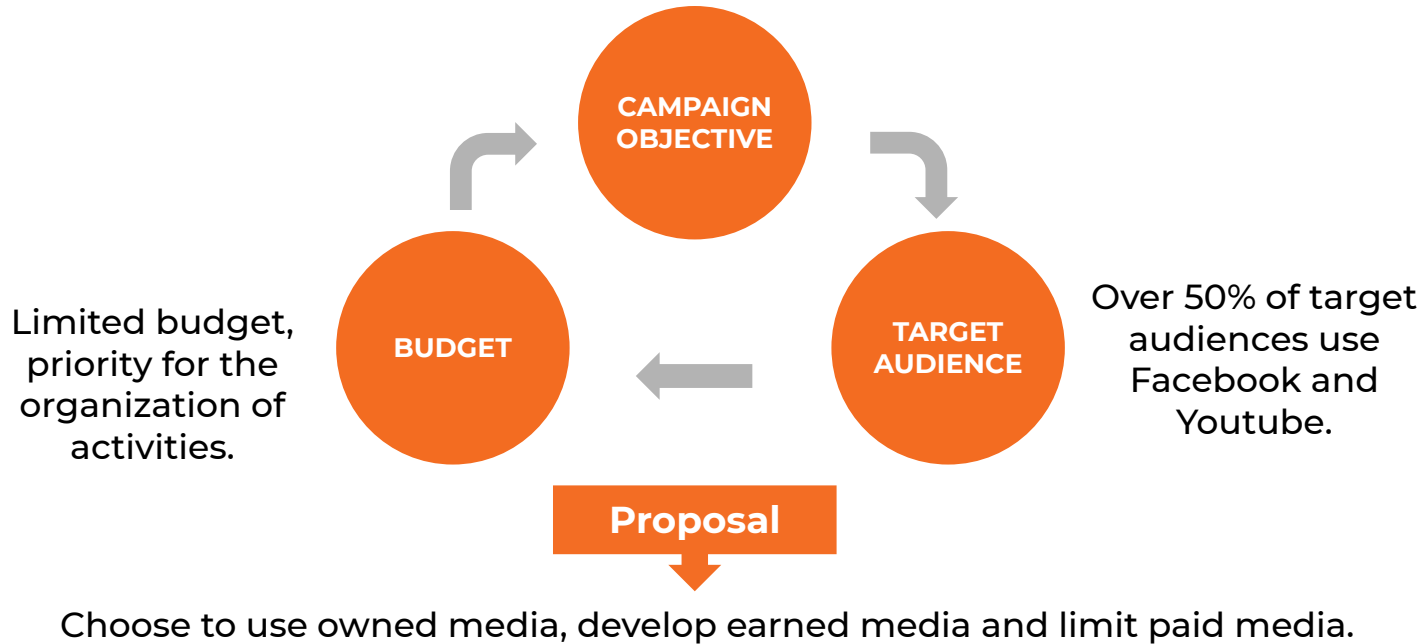 CAMPAIGN
OBJECTIVE
Limited budget,
priority for the
organization of
activities.
BUDGET
TARGET
AUDIENCE
Over 50% of target
audiences use
Facebook and
Youtube.
Proposal
Choose to use owned media, develop earned media and limit paid media.